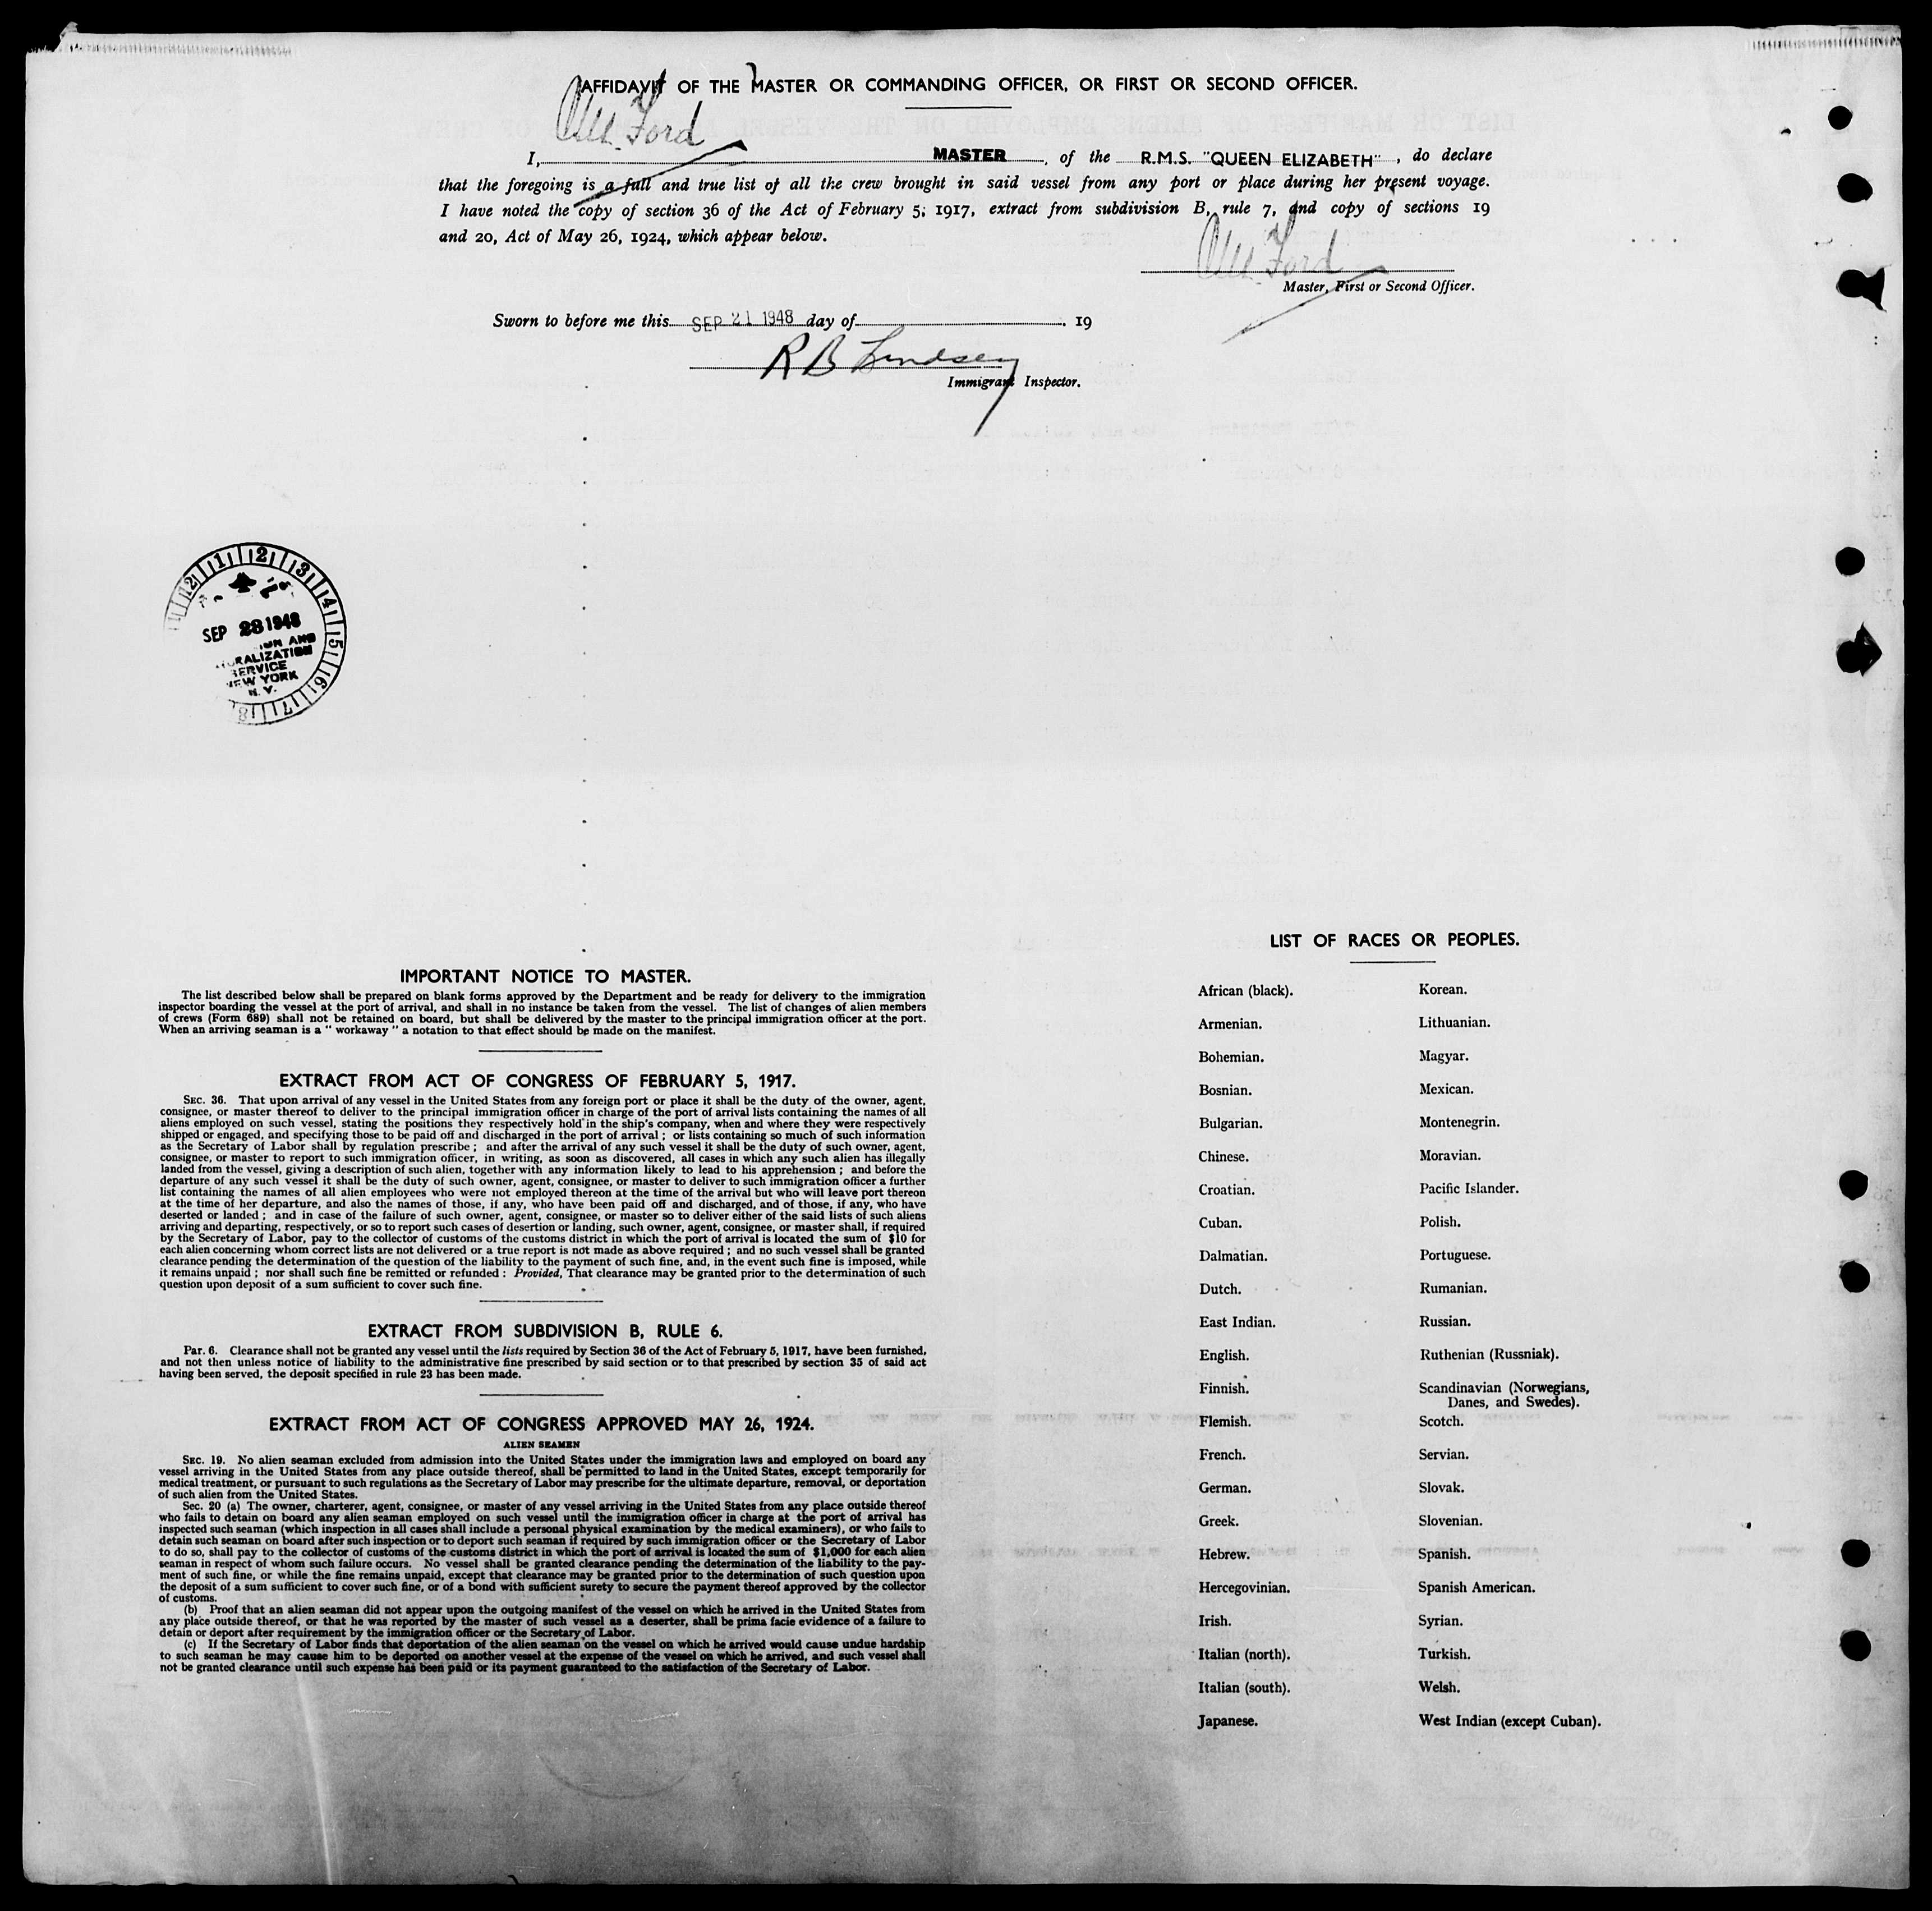 AFFIDAVIT OF THE MASTER OR COMMANDING OFFICER, OR FIRST OR SECOND OFFICER.
I, Ford MASTER, of the R.M.S. "QUEEN ELIZABETH", do declare
that the foregoing is a full and true list of all the crew brought in said vessel from any port or place during her present voyage.
I have noted the copy of section 36 of the Act of February 5, 1917, extract from subdivision B, rule 7, and copy of sections 19
and 20, Act of May 26, 1924, which appear below.
Ford
Master, First or Second Officer.
Sworn to before me this SEP 21 1948 day of 19
R B Lindsey
Immigrant Inspector.
12 1 2 3 4 5 6 7 8
SEP 28 1948
SERVICE
NEW YORK
N. Y.
IMPORTANT NOTICE TO MASTER.
The list described below shall be prepared on blank forms approved by the Department and be ready for delivery to the immigration
inspector boarding the vessel at the port of arrival, and shall in no instance be taken from the vessel. The list of changes of alien members
of crews (Form 689) shall not be retained on board, but shall be delivered by the master to the principal immigration officer at the port.
When an arriving seaman is a " workaway " a notation to that effect should be made on the manifest.
EXTRACT FROM ACT OF CONGRESS OF FEBRUARY 5, 1917.
SEC. 36. That upon arrival of any vessel in the United States from any foreign port or place it shall be the duty of the owner, agent,
consignee, or master thereof to deliver to the principal immigration officer in charge of the port of arrival lists containing the names of all
aliens employed on such vessel, stating the positions they respectively hold in the ship's company, when and where they were respectively
shipped or engaged, and specifying those to be paid off and discharged in the port of arrival ; or lists containing so much of such information
as the Secretary of Labor shall by regulation prescribe ; and after the arrival of any such vessel it shall be the duty of such owner, agent,
consignee, or master to report to such immigration officer, in writing, as soon as discovered, all cases in which any such alien has illegally
landed from the vessel, giving a description of such alien, together with any information likely to lead to his apprehension ; and before the
departure of any such vessel it shall be the duty of such owner, agent, consignee, or master to deliver to such immigration officer a further
list containing the names of all alien employees who were not employed thereon at the time of the arrival but who will leave port thereon
at the time of her departure, and also the names of those, if any, who have been paid off and discharged, and of those, if any, who have
deserted or landed ; and in case of the failure of such owner, agent, consignee, or master so to deliver either of the said lists of such aliens
arriving and departing, respectively, or so to report such cases of desertion or landing, such owner, agent, consignee, or master shall, if required
by the Secretary of Labor, pay to the collector of customs of the customs district in which the port of arrival is located the sum of $10 for
each alien concerning whom correct lists are not delivered or a true report is not made as above required ; and no such vessel shall be granted
clearance pending the determination of the question of the liability to the payment of such fine, and, in the event such fine is imposed, while
it remains unpaid ; nor shall such fine be remitted or refunded : Provided, That clearance may be granted prior to the determination of such
question upon deposit of a sum sufficient to cover such fine.
EXTRACT FROM SUBDIVISION B, RULE 6.
Par. 6. Clearance shall not be granted any vessel until the lists required by Section 36 of the Act of February 5, 1917, have been furnished,
and not then unless notice of liability to the administrative fine prescribed by said section or to that prescribed by section 35 of said act
having been served, the deposit specified in rule 23 has been made.
EXTRACT FROM ACT OF CONGRESS APPROVED MAY 26, 1924.
ALIEN SEAMEN
SEC. 19. No alien seaman excluded from admission into the United States under the immigration laws and employed on board any
vessel arriving in the United States from any place outside thereof, shall be permitted to land in the United States, except temporarily for
medical treatment, or pursuant to such regulations as the Secretary of Labor may prescribe for the ultimate departure, removal, or deportation
of such alien from the United States.
Sec. 20 (a) The owner, charterer, agent, consignee, or master of any vessel arriving in the United States from any place outside thereof
who fails to detain on board any alien seaman employed on such vessel until the immigration officer in charge at the port of arrival has
inspected such seaman (which inspection in all cases shall include a personal physical examination by the medical examiners), or who fails to
detain such seaman on board after such inspection or to deport such seaman if required by such immigration officer or the Secretary of Labor
to do so, shall pay to the collector of customs of the customs district in which the port of arrival is located the sum of $1,000 for each alien
seaman in respect of whom such failure occurs. No vessel shall be granted clearance pending the determination of the liability to the pay-
ment of such fine, or while the fine remains unpaid, except that clearance may be granted prior to the determination of such question upon
the deposit of a sum sufficient to cover such fine, or of a bond with sufficient surety to secure the payment thereof approved by the collector
of customs.
(b) Proof that an alien seaman did not appear upon the outgoing manifest of the vessel on which he arrived in the United States from
any place outside thereof, or that he was reported by the master of such vessel as a deserter, shall be prima facie evidence of a failure to
detain or deport after requirement by the immigration officer or the Secretary of Labor.
(c) If the Secretary of Labor finds that deportation of the alien seaman on the vessel on which he arrived would cause undue hardship
to such seaman he may cause him to be deported on another vessel at the expense of the vessel on which he arrived, and such vessel shall
not be granted clearance until such expense has been paid or its payment guaranteed to the satisfaction of the Secretary of Labor.
LIST OF RACES OR PEOPLES.
African (black). Korean.
Armenian. Lithuanian.
Bohemian. Magyar.
Bosnian. Mexican.
Bulgarian. Montenegrin.
Chinese. Moravian.
Croatian. Pacific Islander.
Cuban. Polish.
Dalmatian. Portuguese.
Dutch. Rumanian.
East Indian. Russian.
English. Ruthenian (Russniak).
Finnish. Scandinavian (Norwegians,
Danes, and Swedes).
Flemish. Scotch.
French. Servian.
German. Slovak.
Greek. Slovenian.
Hebrew. Spanish.
Hercegovinian. Spanish American.
Irish. Syrian.
Italian (north). Turkish.
Italian (south). Welsh.
Japanese. West Indian (except Cuban).